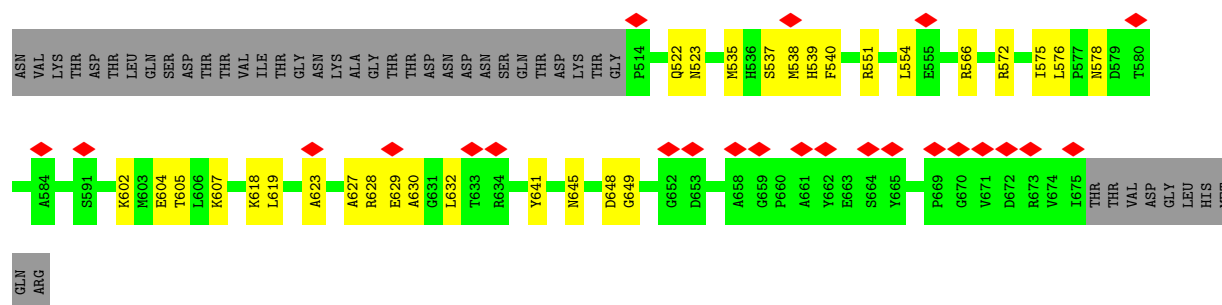 ASN VAL LYS THR ASP THR LEU GLN SER ASP THR THR VAL ILE THR GLY ASN LYS ALA GLY THR THR ASP ASN ASP ASN SER GLN THR ASP LYS THR GLY P514 Q522 N523 M535 H536 S537 M538 H539 F540 R551 L554 E555 R566 R572 I575 L576 P577 N578 D579 T580
A584 S591 K602 M603 E604 T605 L606 K607 K618 L619 A623 A627 R628 E629 A630 G631 L632 T633 R634 Y641 N645 D648 G649 G652 D653 A658 G659 P660 A661 Y662 E663 S664 Y665 P669 G670 V671 D672 R673 V674 I675 THR THR VAL ASP GLY LEU HIS
GLN ARG